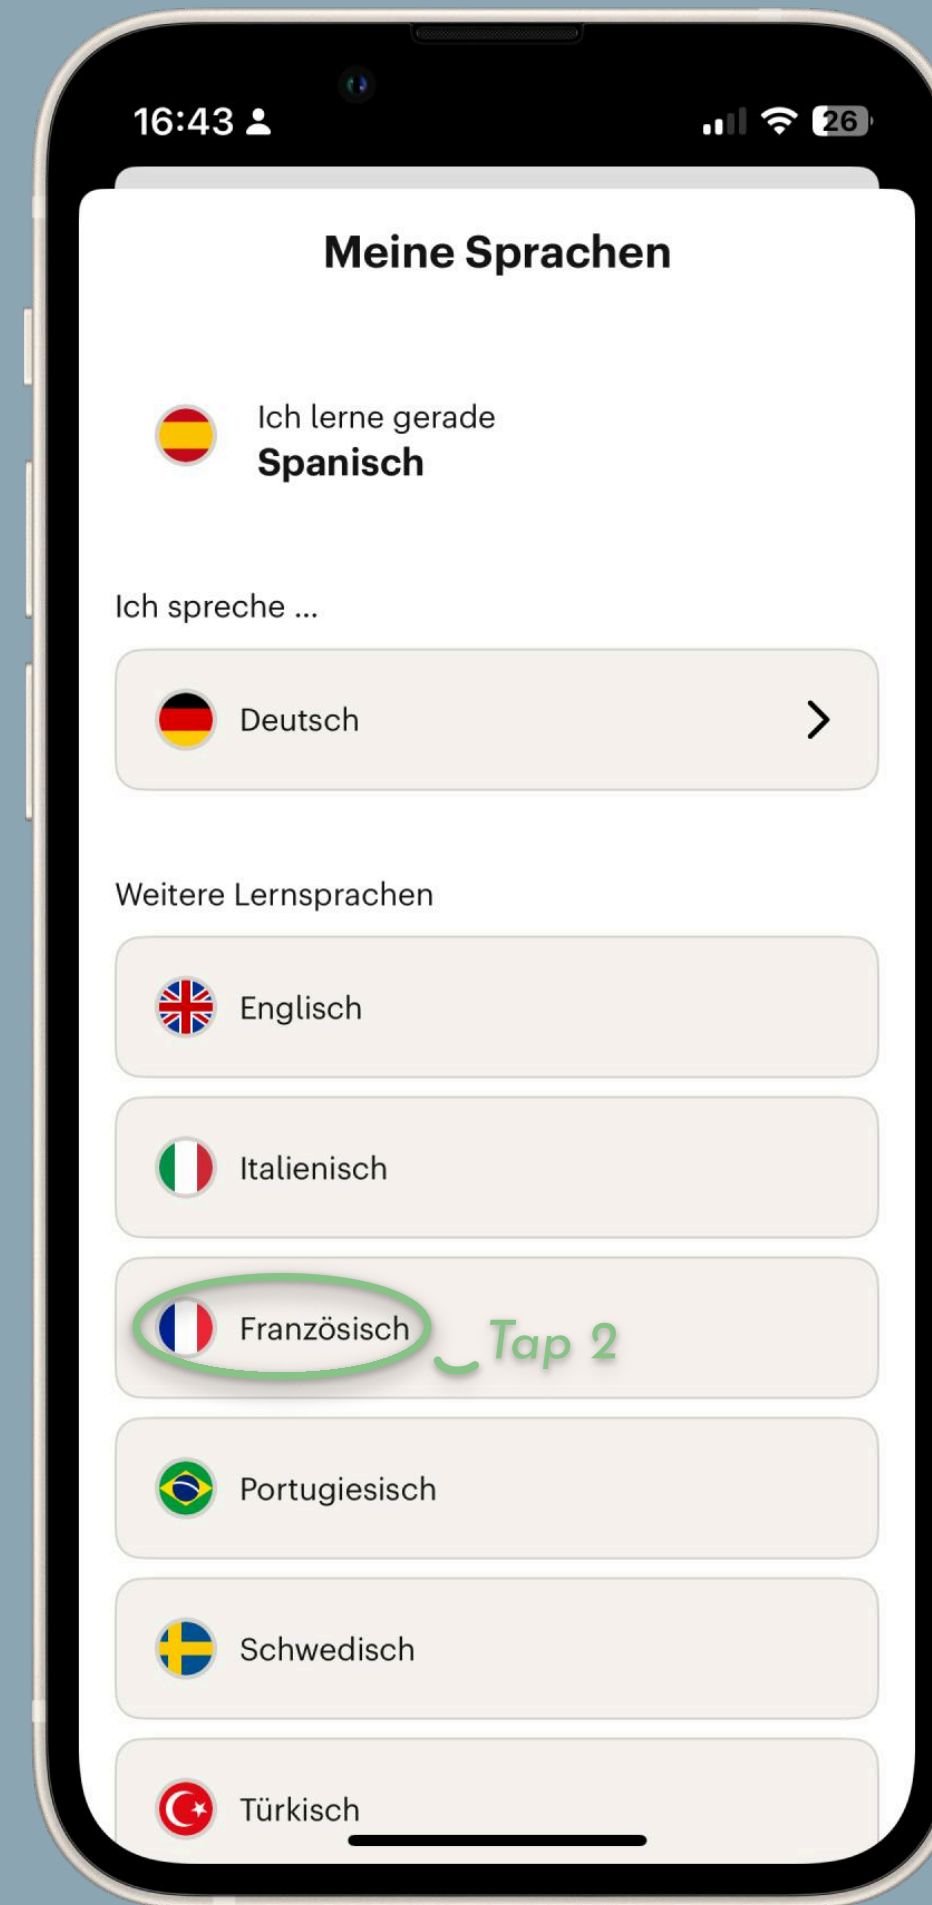 16:43
26
Meine Sprachen
Ich lerne gerade
Spanisch
Ich spreche ...
Deutsch
Weitere Lernsprachen
Englisch
Italienisch
Französisch
Tap 2
Portugiesisch
Schwedisch
Türkisch